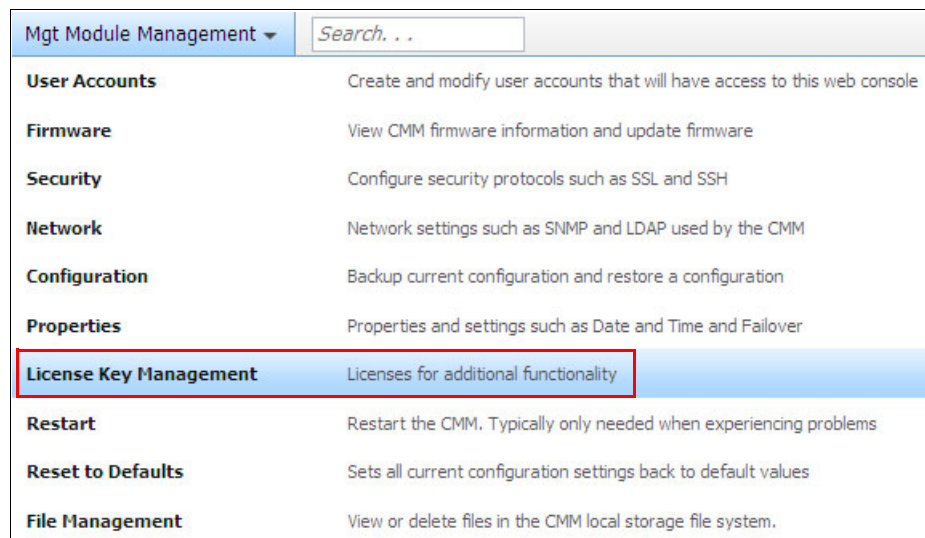 Mgt Module Management Search. . .
User Accounts Create and modify user accounts that will have access to this web console
Firmware View CMM firmware information and update firmware
Security Configure security protocols such as SSL and SSH
Network Network settings such as SNMP and LDAP used by the CMM
Configuration Backup current configuration and restore a configuration
Properties Properties and settings such as Date and Time and Failover
License Key Management Licenses for additional functionality
Restart Restart the CMM. Typically only needed when experiencing problems
Reset to Defaults Sets all current configuration settings back to default values
File Management View or delete files in the CMM local storage file system.